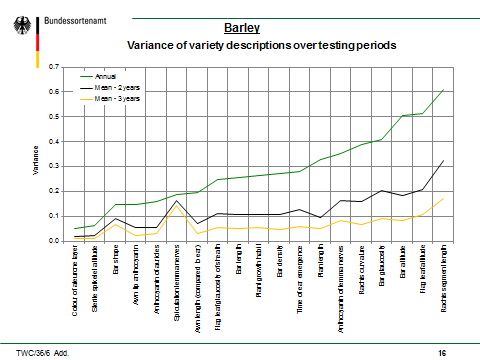 Bundessortenamt
Barley
Variance of variety descriptions over testing periods
Annual
Mean - 2 years
Mean - 3 years
Variance
0.7
0.6
0.5
0.4
0.3
0.2
0.1
0.0
Colour of aleurone layer
Sterile spikelet attitude
Ear shape
Awn tip anthocyanin
Anthocyanin of auricles
Spiculation lemma nerves
Awn length (compared to ear)
Flag leaf glaucosity of sheath
Ear length
Plant growth habit
Ear density
Time of ear emergence
Plant length
Anthocyanin of lemma nerves
Rachis curvature
Ear glaucosity
Ear attitude
Flag leaf attitude
Rachis segment length
TWC/36/6 Add.
16